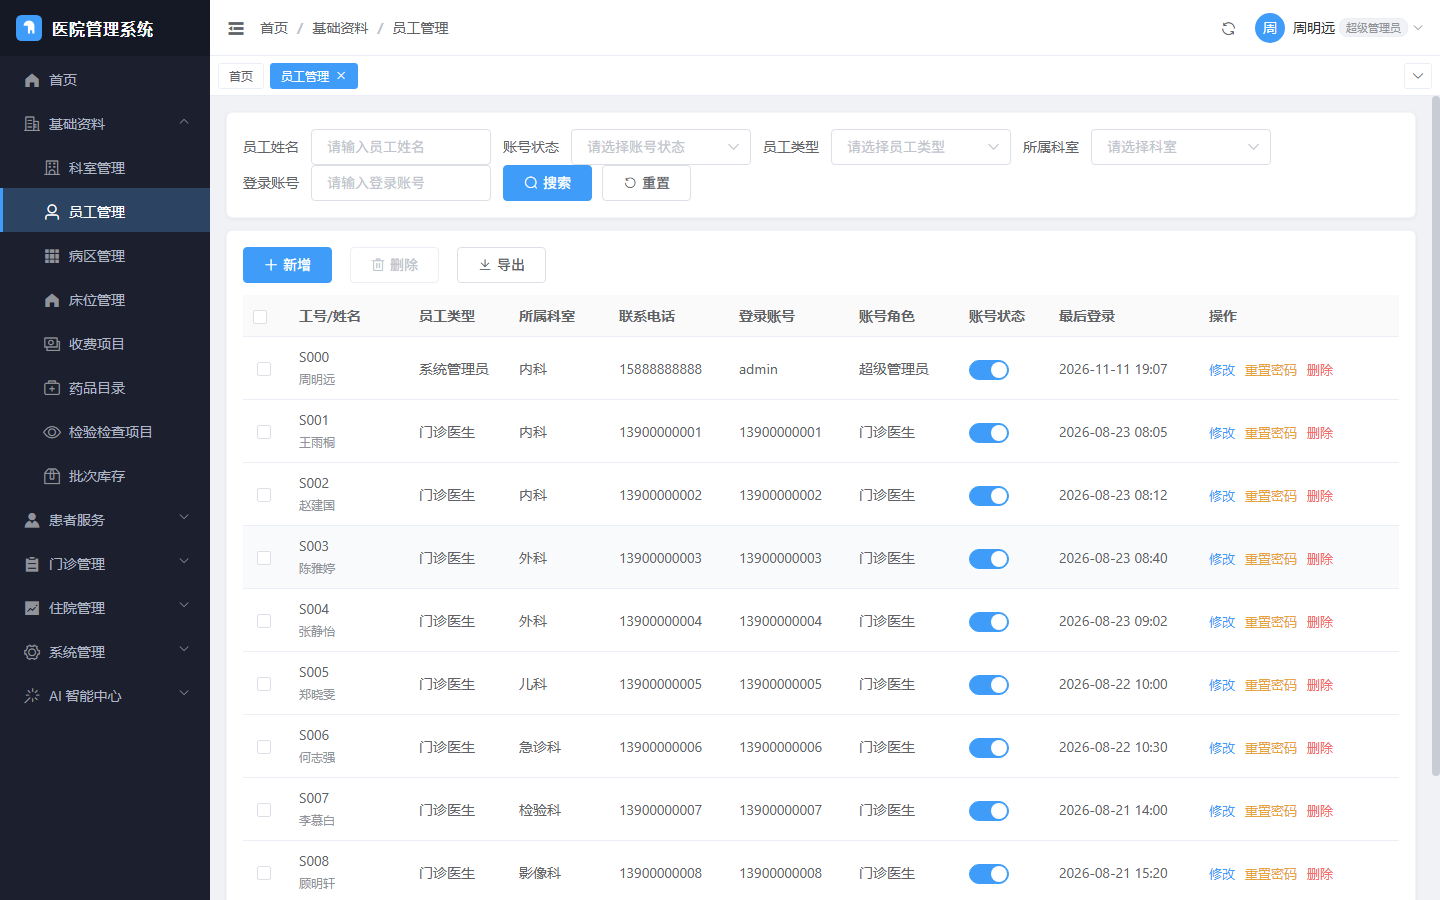 医院管理系统
首页
基础资料
科室管理
员工管理
病区管理
床位管理
收费项目
药品目录
检验检查项目
批次库存
患者服务
门诊管理
住院管理
系统管理
AI 智能中心
首页 / 基础资料 / 员工管理
周 周明远 超级管理员
首页 员工管理
员工姓名 请输入员工姓名 账号状态 请选择账号状态 员工类型 请选择员工类型 所属科室 请选择科室
登录账号 请输入登录账号 搜索 重置
新增 删除 导出
工号/姓名 员工类型 所属科室 联系电话 登录账号 账号角色 账号状态 最后登录 操作
S000
周明远 系统管理员 内科 15888888888 admin 超级管理员 2026-11-11 19:07 修改 重置密码 删除
S001
王雨桐 门诊医生 内科 13900000001 13900000001 门诊医生 2026-08-23 08:05 修改 重置密码 删除
S002
赵建国 门诊医生 内科 13900000002 13900000002 门诊医生 2026-08-23 08:12 修改 重置密码 删除
S003
陈雅婷 门诊医生 外科 13900000003 13900000003 门诊医生 2026-08-23 08:40 修改 重置密码 删除
S004
张静怡 门诊医生 外科 13900000004 13900000004 门诊医生 2026-08-23 09:02 修改 重置密码 删除
S005
郑晓雯 门诊医生 儿科 13900000005 13900000005 门诊医生 2026-08-22 10:00 修改 重置密码 删除
S006
何志强 门诊医生 急诊科 13900000006 13900000006 门诊医生 2026-08-22 10:30 修改 重置密码 删除
S007
李慕白 门诊医生 检验科 13900000007 13900000007 门诊医生 2026-08-21 14:00 修改 重置密码 删除
S008
顾明轩 门诊医生 影像科 13900000008 13900000008 门诊医生 2026-08-21 15:20 修改 重置密码 删除